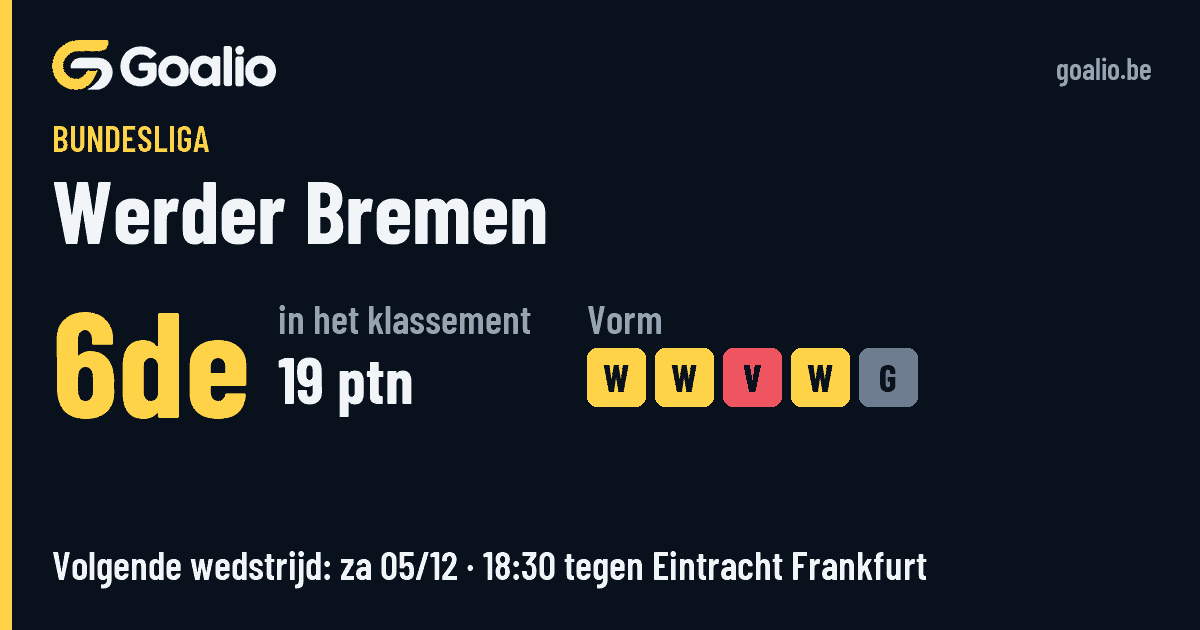 Goalio
goalio.be
BUNDESLIGA
Werder Bremen
6de
in het klassement
19 ptn
Vorm
W W V W G
Volgende wedstrijd: za 05/12 · 18:30 tegen Eintracht Frankfurt